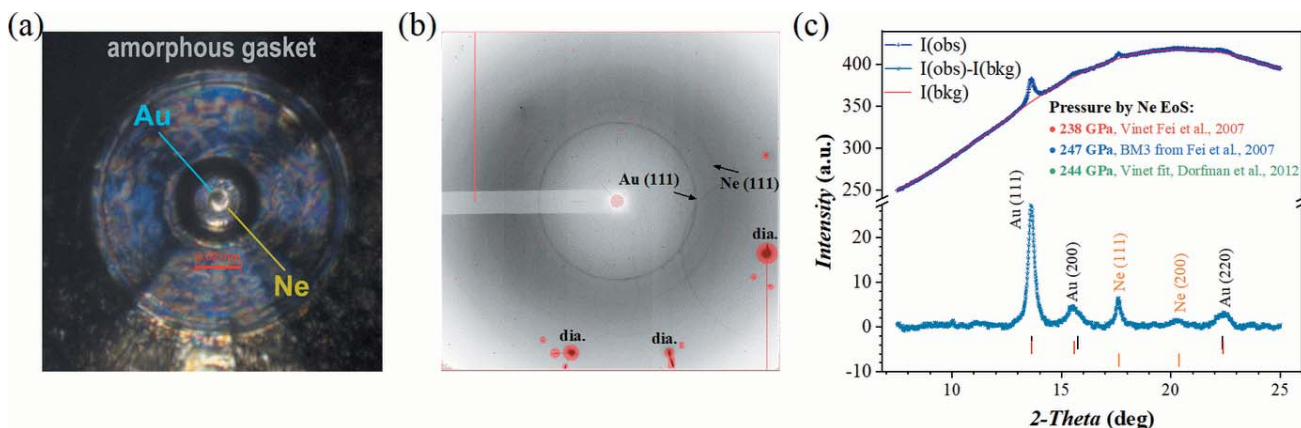 (a)
amorphous gasket
Au
Ne
(b)
Au (111)
Ne (111)
dia.
dia.
dia.
(c)
I(obs)
I(obs)-I(bkg)
I(bkg)
Pressure by Ne EoS:
• 238 GPa, Vinet Fei et al., 2007
• 247 GPa, BM3 from Fei et al., 2007
• 244 GPa, Vinet fit, Dorfman et al., 2012
Intensity (a.u.)
400
350
300
250
20
10
0
-10
Au (111)
Au (200)
Ne (111)
Ne (200)
Au (220)
10
15
20
25
2-Theta (deg)